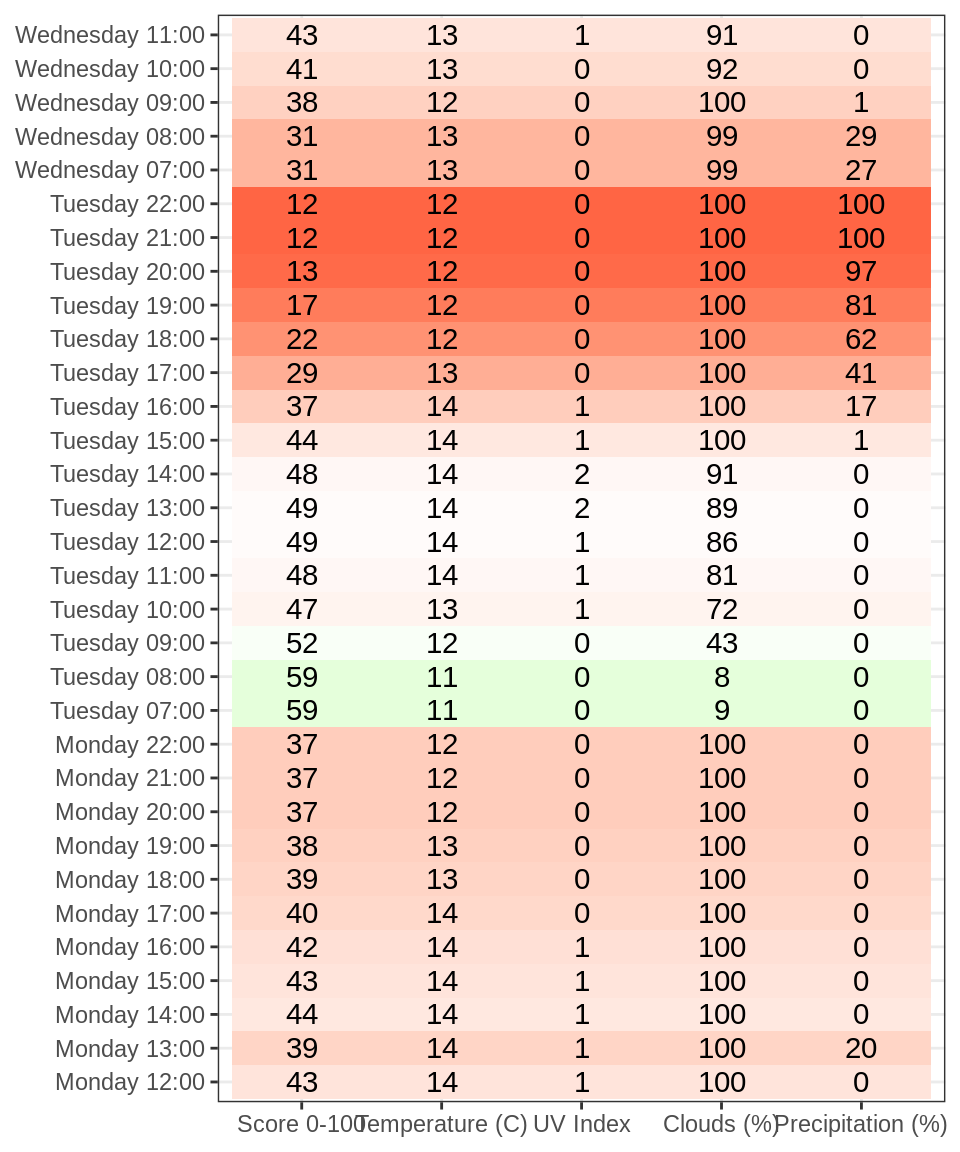 Wednesday 11:00 43 13 1 91 0
Wednesday 10:00 41 13 0 92 0
Wednesday 09:00 38 12 0 100 1
Wednesday 08:00 31 13 0 99 29
Wednesday 07:00 31 13 0 99 27
Tuesday 22:00 12 12 0 100 100
Tuesday 21:00 12 12 0 100 100
Tuesday 20:00 13 12 0 100 97
Tuesday 19:00 17 12 0 100 81
Tuesday 18:00 22 12 0 100 62
Tuesday 17:00 29 13 0 100 41
Tuesday 16:00 37 14 1 100 17
Tuesday 15:00 44 14 1 100 1
Tuesday 14:00 48 14 2 91 0
Tuesday 13:00 49 14 2 89 0
Tuesday 12:00 49 14 1 86 0
Tuesday 11:00 48 14 1 81 0
Tuesday 10:00 47 13 1 72 0
Tuesday 09:00 52 12 0 43 0
Tuesday 08:00 59 11 0 8 0
Tuesday 07:00 59 11 0 9 0
Monday 22:00 37 12 0 100 0
Monday 21:00 37 12 0 100 0
Monday 20:00 37 12 0 100 0
Monday 19:00 38 13 0 100 0
Monday 18:00 39 13 0 100 0
Monday 17:00 40 14 0 100 0
Monday 16:00 42 14 1 100 0
Monday 15:00 43 14 1 100 0
Monday 14:00 44 14 1 100 0
Monday 13:00 39 14 1 100 20
Monday 12:00 43 14 1 100 0
Score 0-100 Temperature (C) UV Index Clouds (%) Precipitation (%)